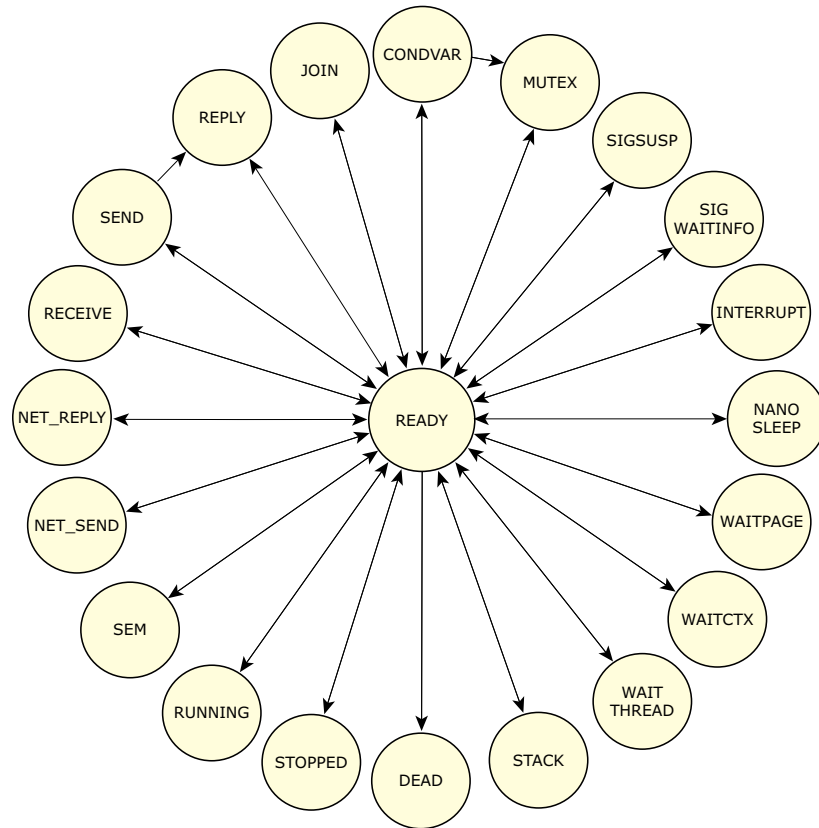 CONDVAR
JOIN
MUTEX
REPLY
SIGSUSP
SEND
SIG
WAITINFO
RECEIVE
INTERRUPT
NET_REPLY
READY
NANO
SLEEP
NET_SEND
WAITPAGE
SEM
WAITCTX
RUNNING
WAIT
THREAD
STOPPED
DEAD
STACK